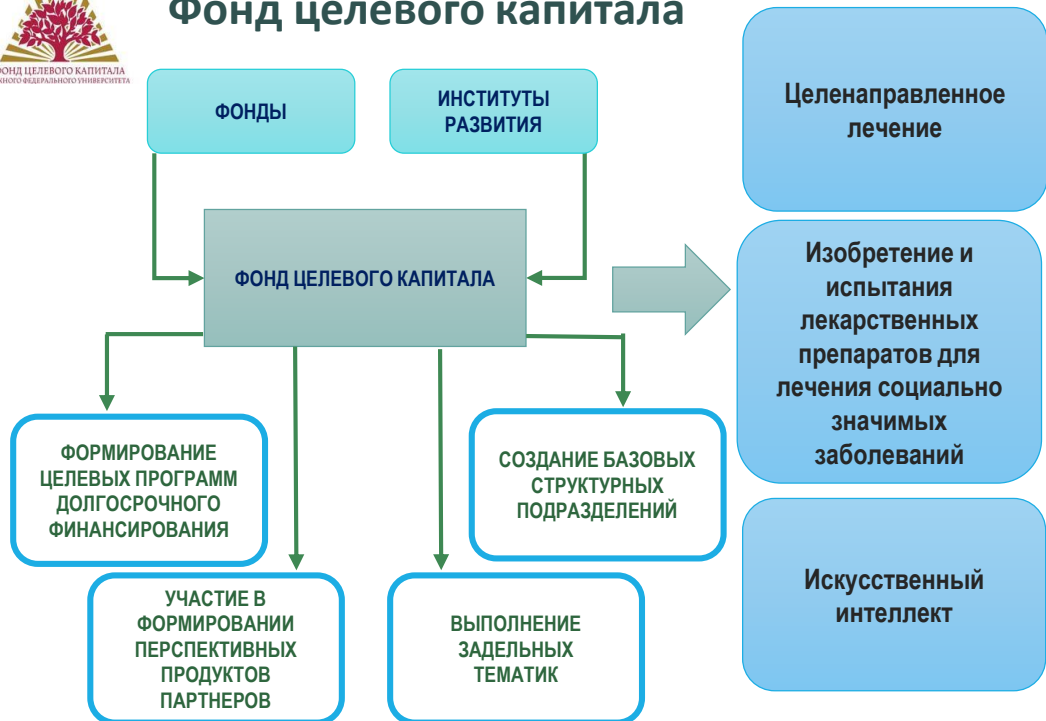 Фонд целевого капитала
ФОНД ЦЕЛЕВОГО КАПИТАЛА
ФЕДЕРАЛЬНОГО УНИВЕРСИТЕТА
ФОНДЫ
ИНСТИТУТЫ
РАЗВИТИЯ
ФОНД ЦЕЛЕВОГО КАПИТАЛА
ФОРМИРОВАНИЕ
ЦЕЛЕВЫХ ПРОГРАММ
ДОЛГОСРОЧНОГО
ФИНАНСИРОВАНИЯ
УЧАСТИЕ В
ФОРМИРОВАНИИ
ПЕРСПЕКТИВНЫХ
ПРОДУКТОВ
ПАРТНЕРОВ
ВЫПОЛНЕНИЕ
ЗАДЕЛЬНЫХ
ТЕМАТИК
СОЗДАНИЕ БАЗОВЫХ
СТРУКТУРНЫХ
ПОДРАЗДЕЛЕНИЙ
Целенаправленное
лечение
Изобретение и
испытания
лекарственных
препаратов для
лечения социально
значимых
заболеваний
Искусственный
интеллект